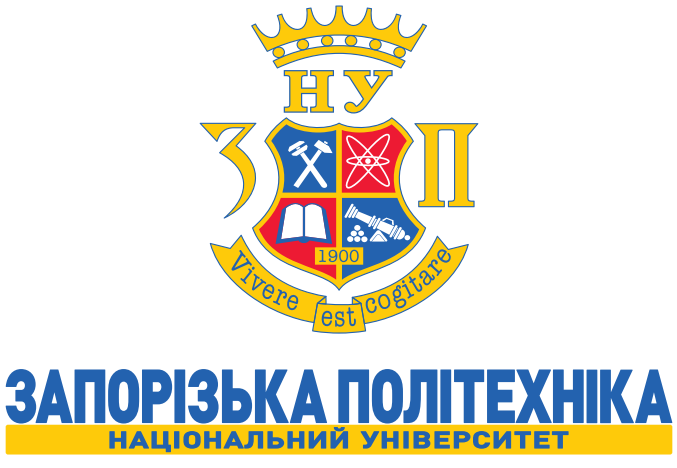 НУ
З П
1900
Vivere est cogitare
ЗАПОРІЗЬКА ПОЛІТЕХНІКА
НАЦІОНАЛЬНИЙ УНІВЕРСИТЕТ